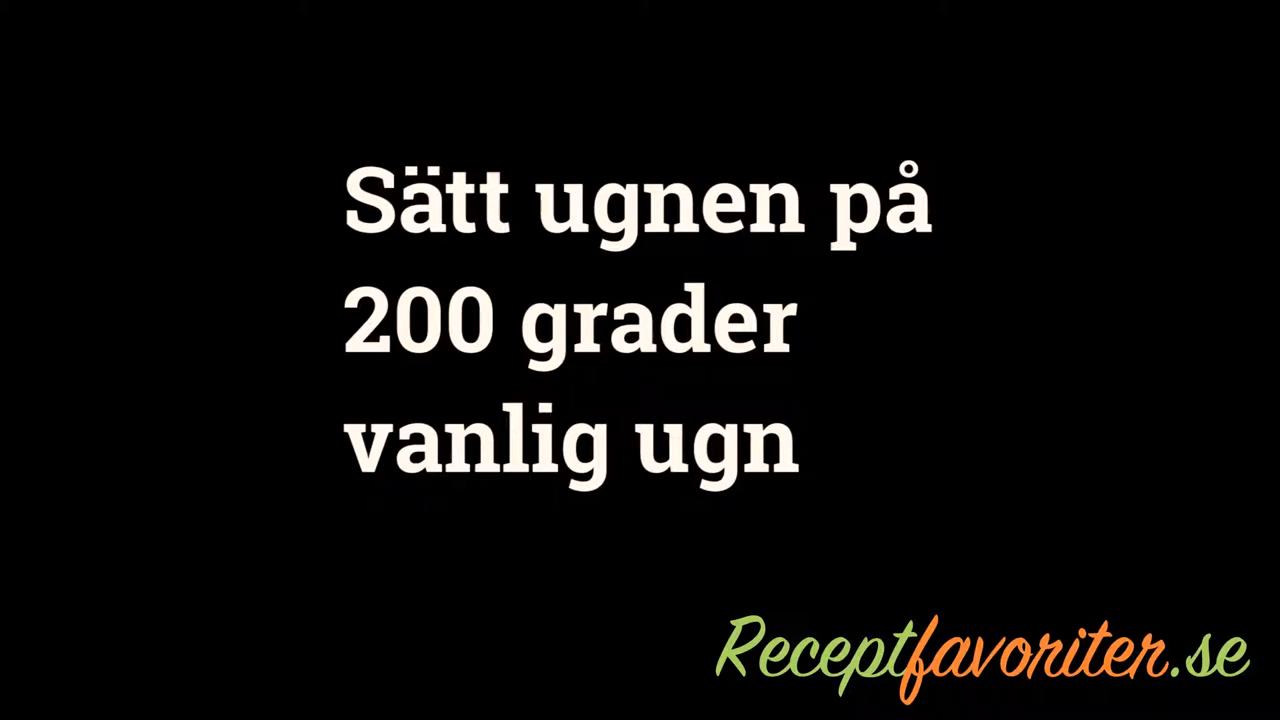 Sätt ugnen på
200 grader
vanlig ugn
Receptfavoriter.se